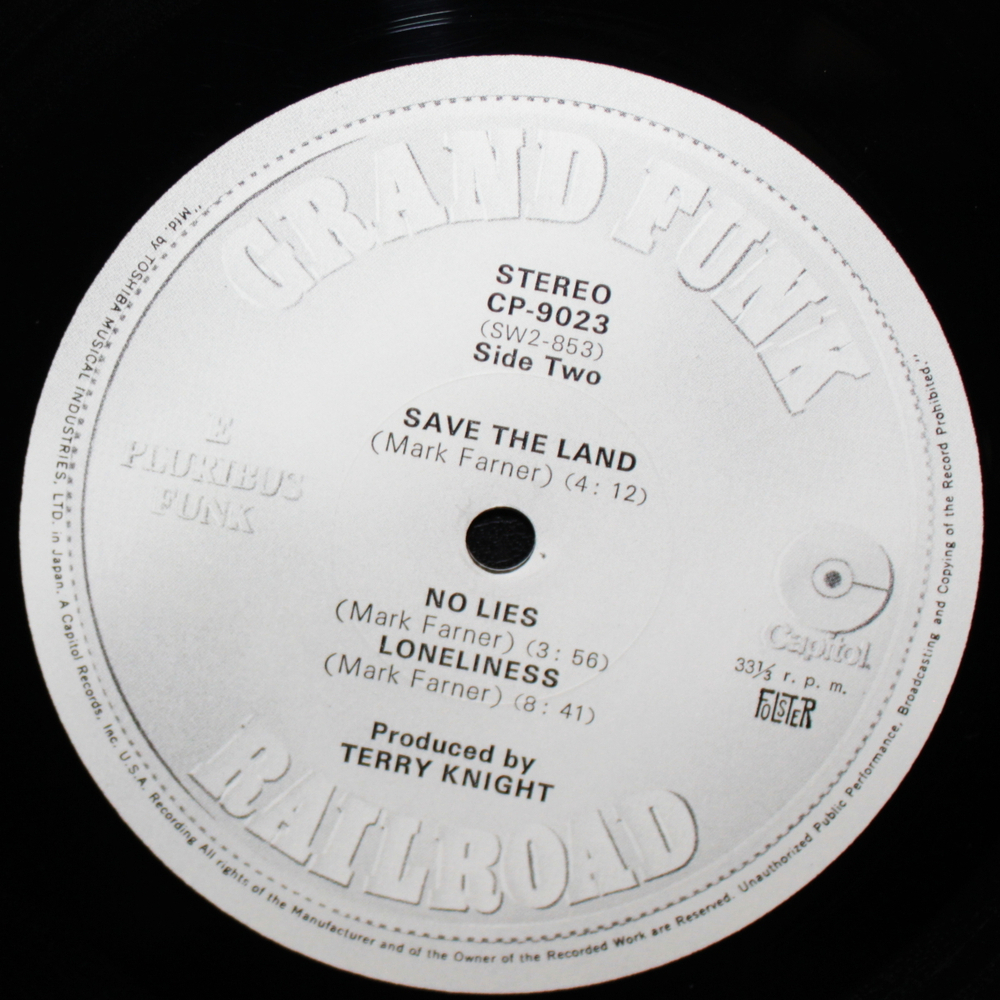 GRAND FUNK
STEREO
CP-9023
(SW2-853)
Side Two
SAVE THE LAND
(Mark Farner) (4:12)
E
PLURIBUS
FUNK
NO LIES
(Mark Farner) (3:56)
LONELINESS
(Mark Farner) (8:41)
Capitol
33⅓ r. p. m.
FOLSTER
Produced by
TERRY KNIGHT
RAILROAD
"Mfd. by TOSHIBA MUSICAL INDUSTRIES, LTD. in Japan. A Capitol Records, Inc. U.S.A. Recording All rights of the Manufacturer and of the Owner of the Recorded Work are Reserved. Unauthorized Public Performance, Broadcasting and Copying of the Record Prohibited."